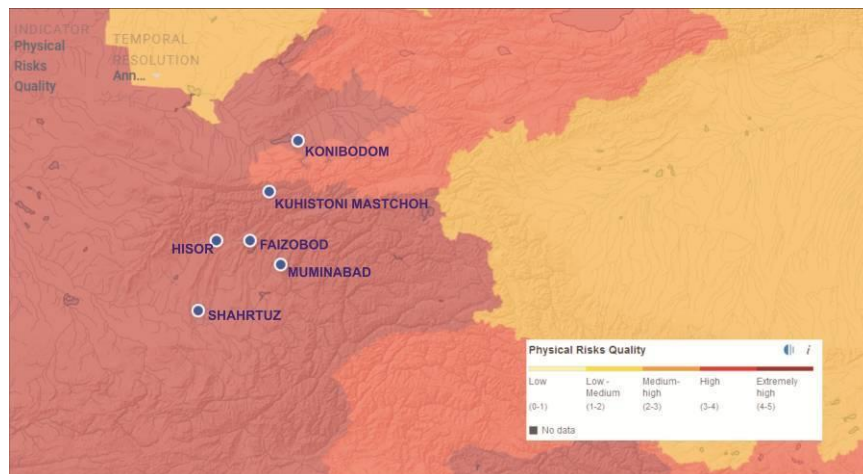 INDICATOR
Physical
Risks
Quality
TEMPORAL
RESOLUTION
Ann...
KONIBODOM
KUHISTONI MASTCHOH
HISOR
FAIZOBOD
MUMINABAD
SHAHRTUZ
Physical Risks Quality i
Low Low - Medium- High Extremely
Medium high high
(0-1) (1-2) (2-3) (3-4) (4-5)
No data